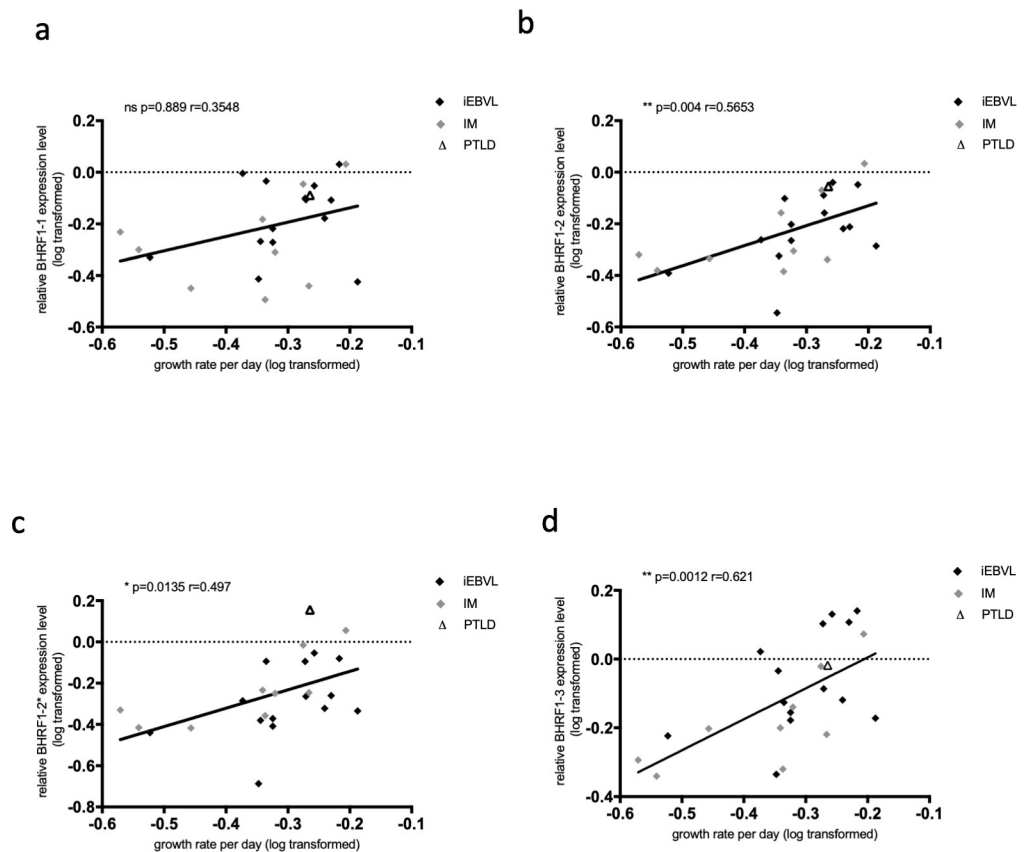 a
ns p=0.889 r=0.3548
iEBVL
IM
PTLD
relative BHRF1-1 expression level
(log transformed)
0.2
0.0
-0.2
-0.4
-0.6
-0.6 -0.5 -0.4 -0.3 -0.2 -0.1
growth rate per day (log transformed)
b
** p=0.004 r=0.5653
iEBVL
IM
PTLD
relative BHRF1-2 expression level
(log transformed)
0.2
0.0
-0.2
-0.4
-0.6
-0.6 -0.5 -0.4 -0.3 -0.2 -0.1
growth rate per day (log transformed)
c
* p=0.0135 r=0.497
iEBVL
IM
PTLD
relative BHRF1-2* expression level
(log transformed)
0.2
0.0
-0.2
-0.4
-0.6
-0.8
-0.6 -0.5 -0.4 -0.3 -0.2 -0.1
growth rate per day (log transformed)
d
** p=0.0012 r=0.621
iEBVL
IM
PTLD
relative BHRF1-3 expression level
(log transformed)
0.2
0.0
-0.2
-0.4
-0.6 -0.5 -0.4 -0.3 -0.2 -0.1
growth rate per day (log transformed)